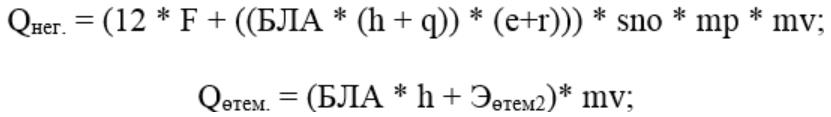 Qнег. = (12 * F + ((БЛА * (h + q)) * (e+r))) * sno * mp * mv;
Qөтем. = (БЛА * h + Эөтем2)* mv;